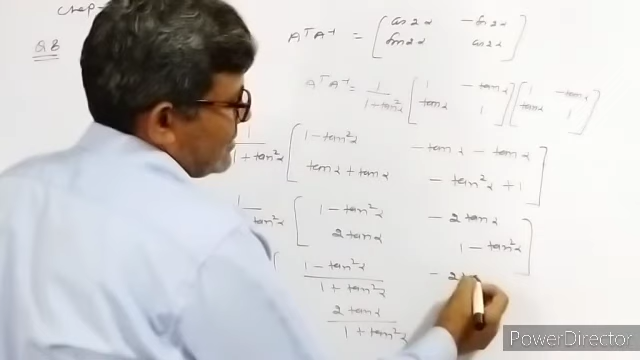 Chap-
Q8
AᵀA⁻¹ = [ cos2α  -sin2α
sin2α  cos2α ]
AᵀA⁻¹ = 1/(1+tan²α) [ 1  -tanα ] [ 1  -tanα ]
[ tanα  1 ] [ tanα  1 ]
1/(1+tan²α) [ 1-tan²α  -tanα - tanα
tanα + tanα  -tan²α + 1 ]
1/tan²α [ 1-tan²α  -2tanα
2tanα  1-tan²α ]
[ (1-tan²α)/(1+tan²α)  -2t
2tanα/(1+tan²α)
PowerDirector